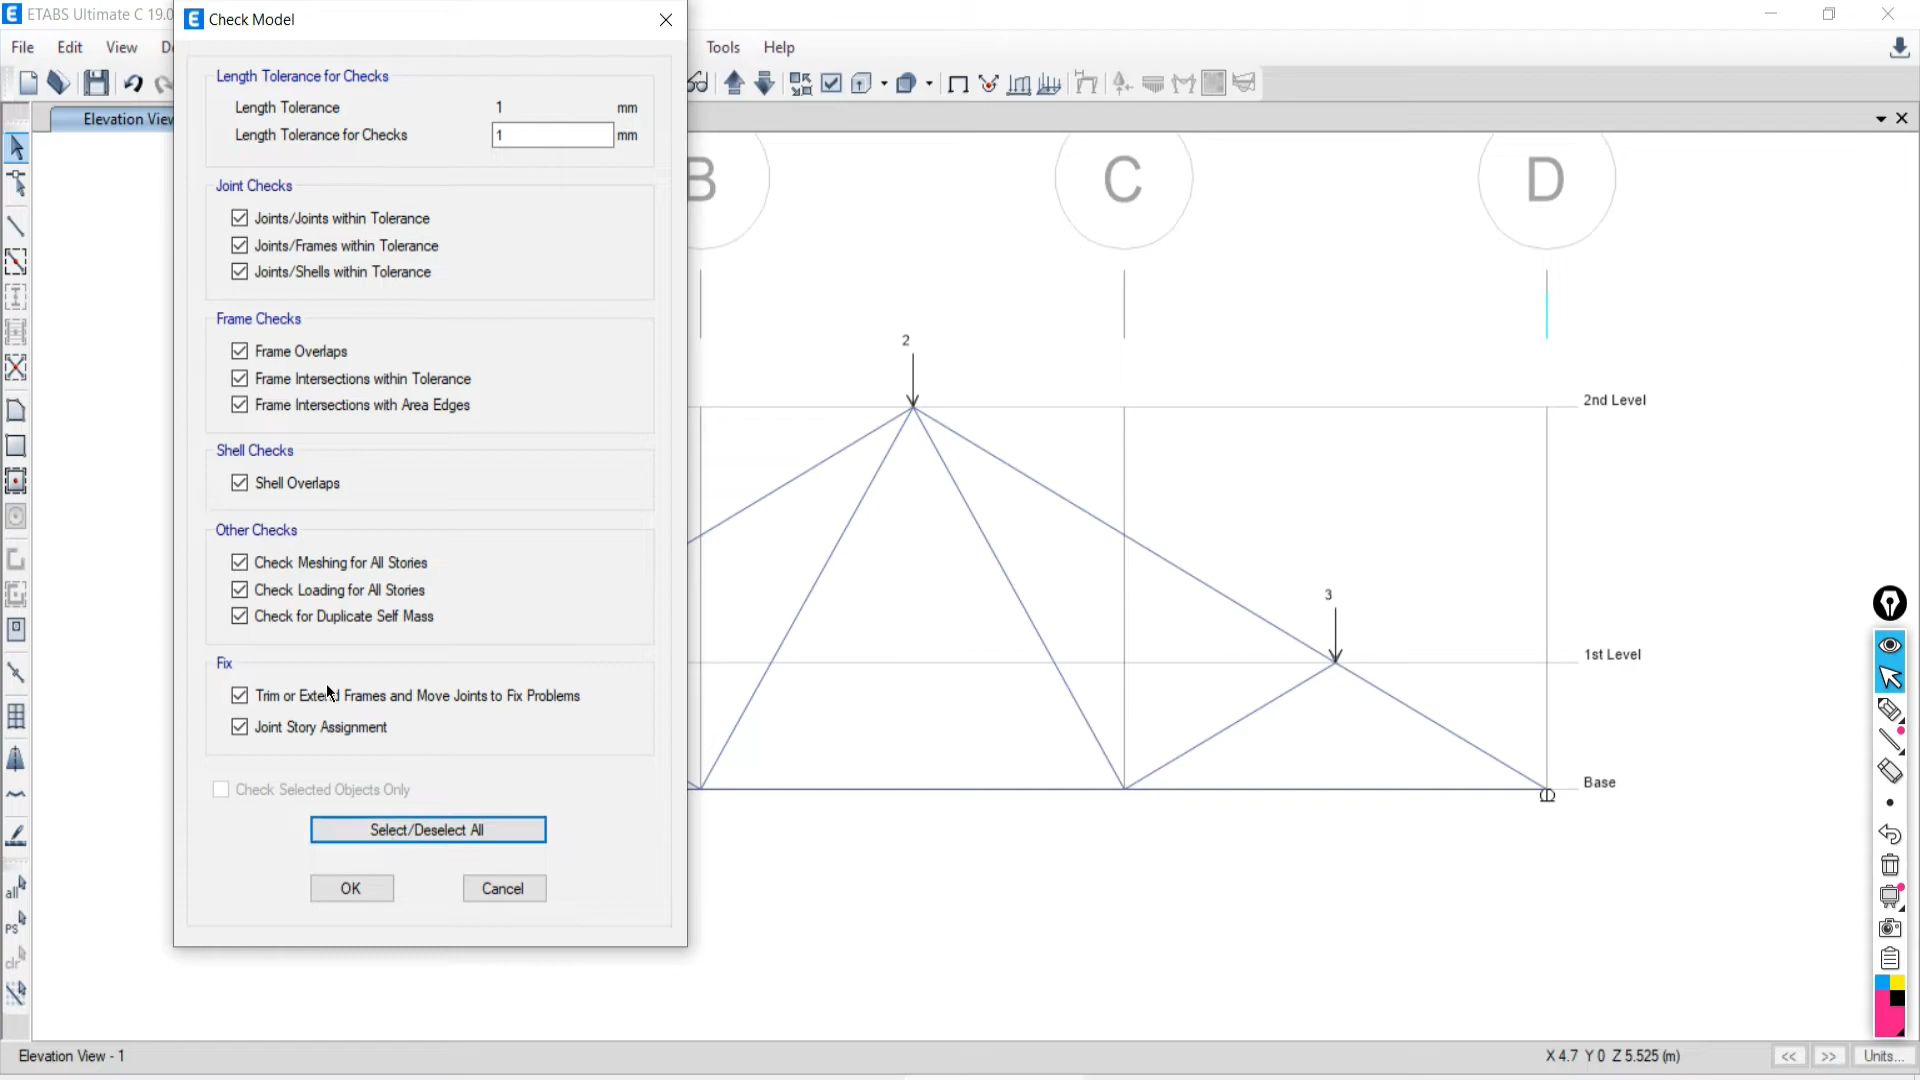 ETABS Ultimate C 19.0
Check Model
File Edit View Tools Help
Elevation View
Length Tolerance for Checks
Length Tolerance 1 mm
Length Tolerance for Checks 1 mm
Joint Checks
Joints/Joints within Tolerance
Joints/Frames within Tolerance
Joints/Shells within Tolerance
Frame Checks
Frame Overlaps
Frame Intersections within Tolerance
Frame Intersections with Area Edges
Shell Checks
Shell Overlaps
Other Checks
Check Meshing for All Stories
Check Loading for All Stories
Check for Duplicate Self Mass
Fix
Trim or Extend Frames and Move Joints to Fix Problems
Joint Story Assignment
Check Selected Objects Only
Select/Deselect All
OK Cancel
B C D
2
2nd Level
3
1st Level
Base
all
PS
clr
Elevation View - 1
X 4.7 Y 0 Z 5.525 (m)
<< >> Units...